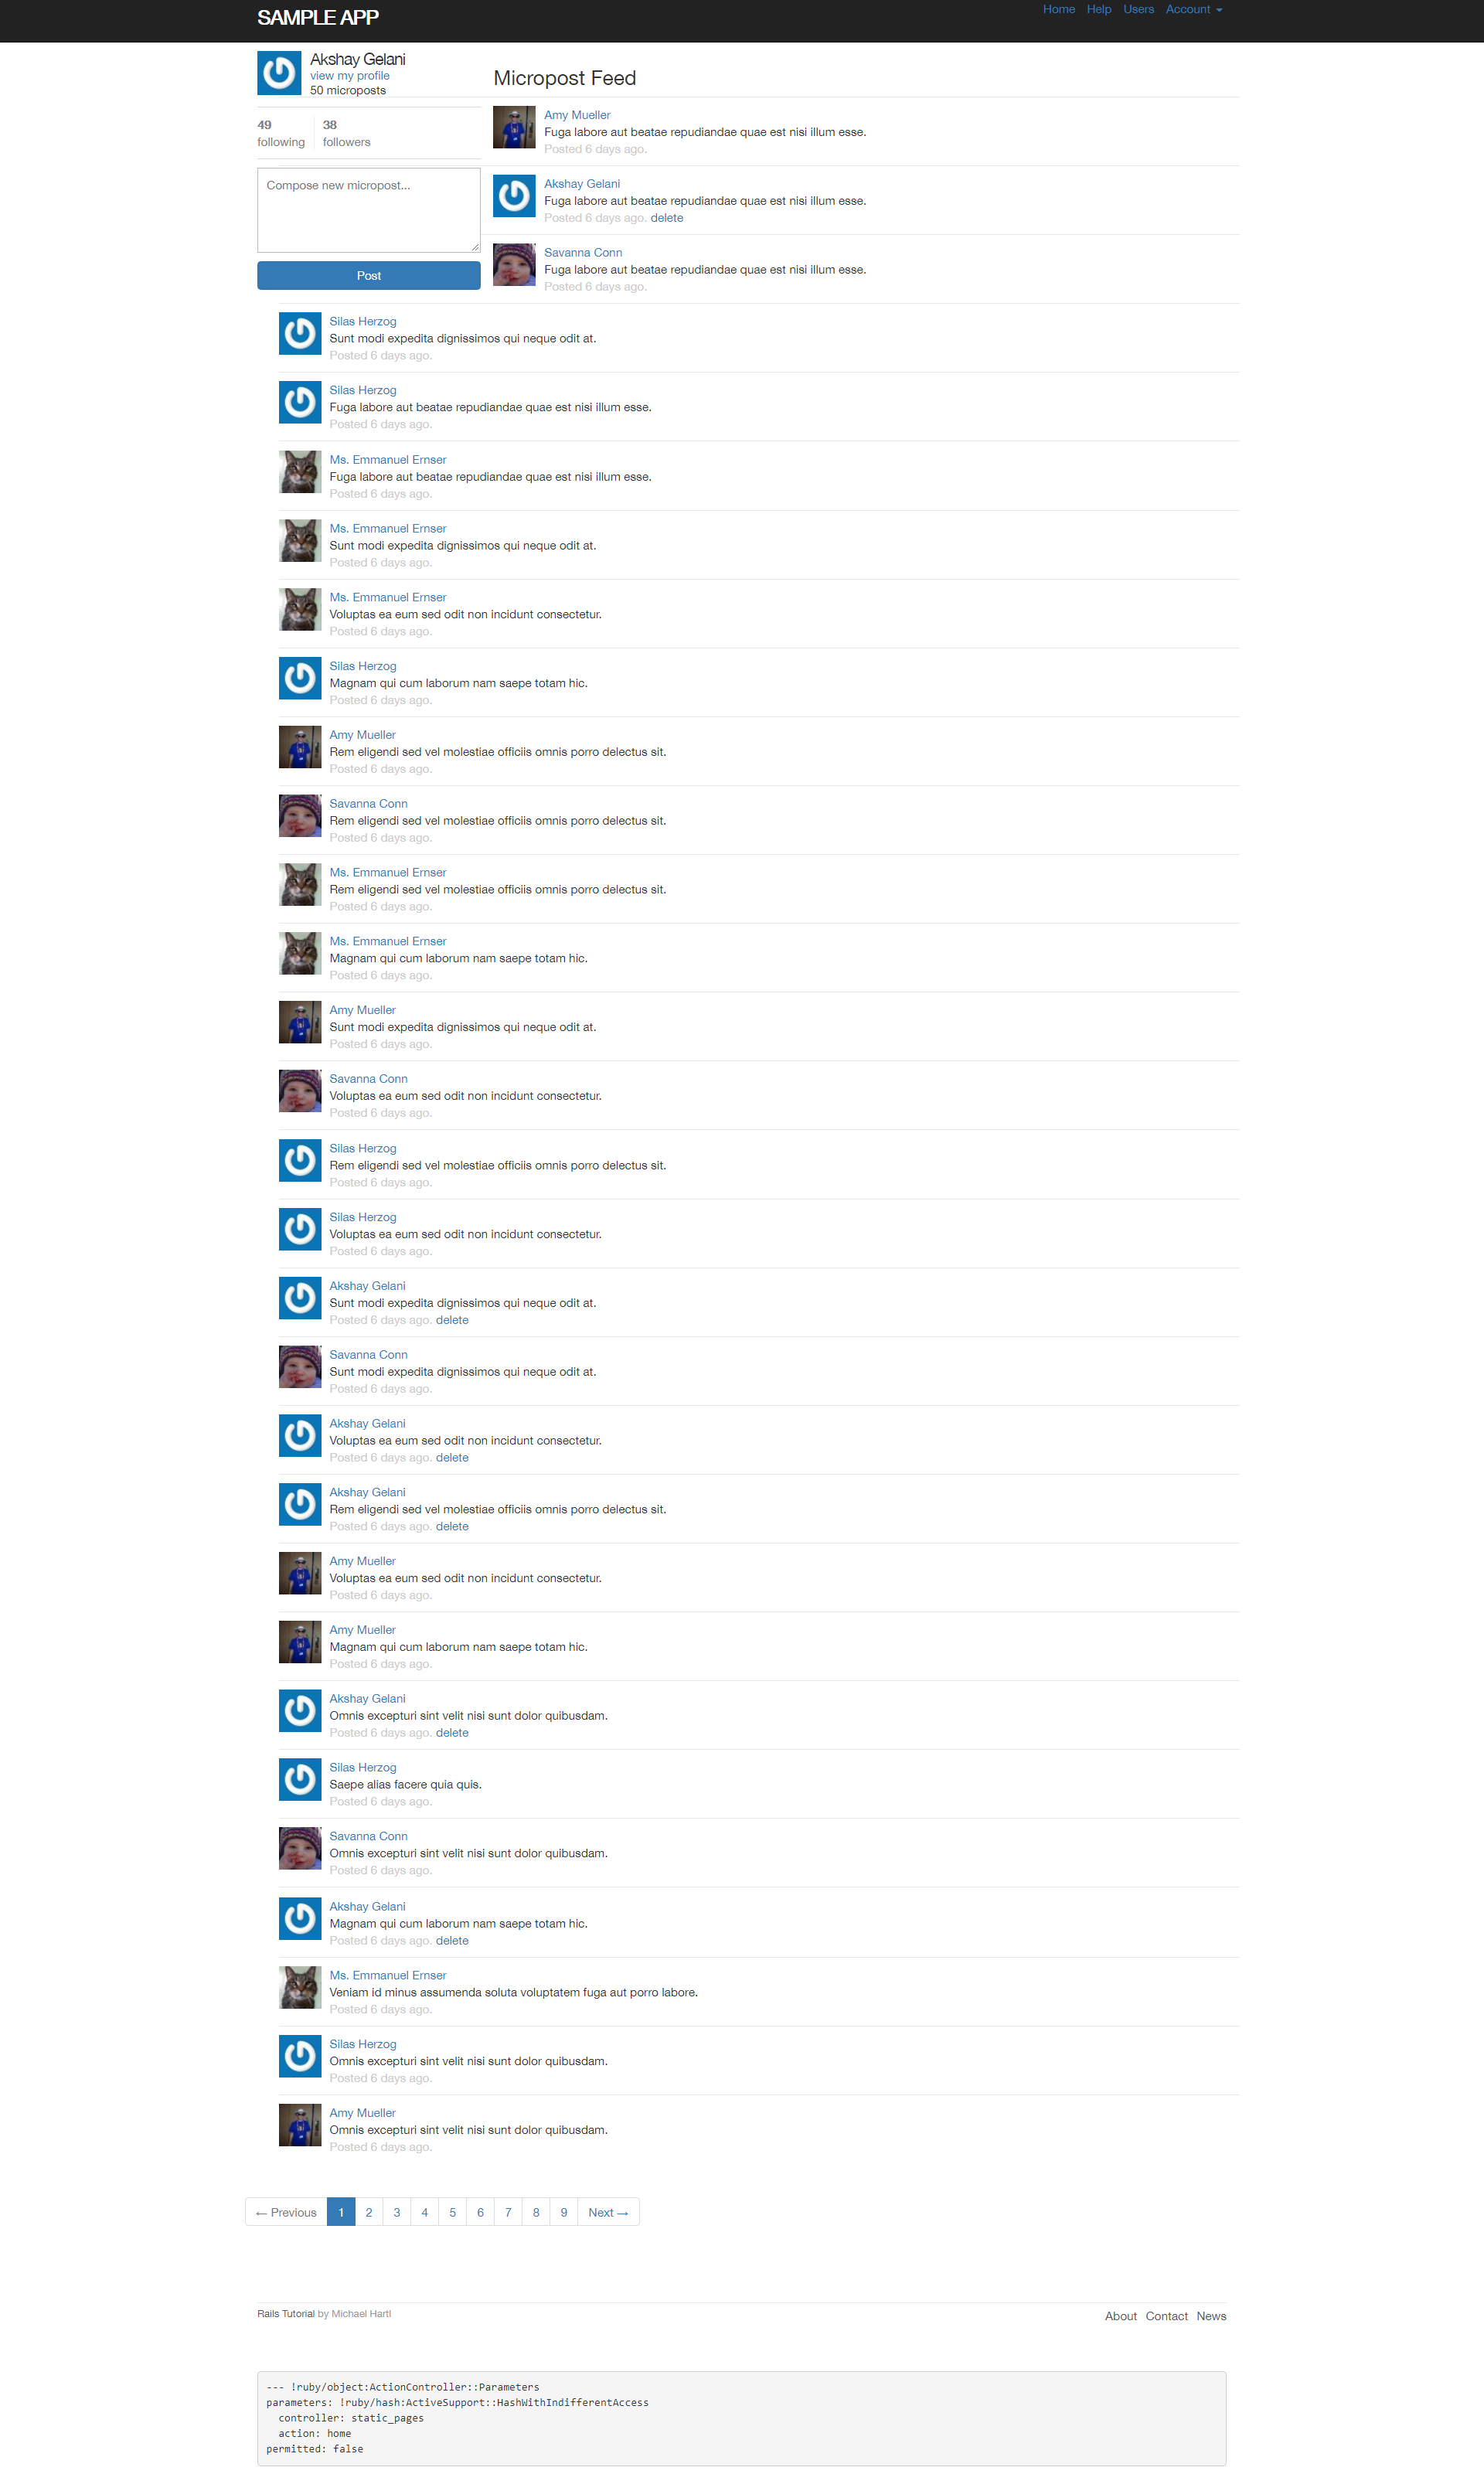 SAMPLE APP
Home Help Users Account
Akshay Gelani
view my profile
50 microposts
49 following
38 followers
Compose new micropost...
Post
Micropost Feed
Amy Mueller
Fuga labore aut beatae repudiandae quae est nisi illum esse.
Posted 6 days ago.
Akshay Gelani
Fuga labore aut beatae repudiandae quae est nisi illum esse.
Posted 6 days ago. delete
Savanna Conn
Fuga labore aut beatae repudiandae quae est nisi illum esse.
Posted 6 days ago.
Silas Herzog
Sunt modi expedita dignissimos qui neque odit at.
Posted 6 days ago.
Silas Herzog
Fuga labore aut beatae repudiandae quae est nisi illum esse.
Posted 6 days ago.
Ms. Emmanuel Ernser
Fuga labore aut beatae repudiandae quae est nisi illum esse.
Posted 6 days ago.
Ms. Emmanuel Ernser
Sunt modi expedita dignissimos qui neque odit at.
Posted 6 days ago.
Ms. Emmanuel Ernser
Voluptas ea eum sed odit non incidunt consectetur.
Posted 6 days ago.
Silas Herzog
Magnam qui cum laborum nam saepe totam hic.
Posted 6 days ago.
Amy Mueller
Rem eligendi sed vel molestiae officiis omnis porro delectus sit.
Posted 6 days ago.
Savanna Conn
Rem eligendi sed vel molestiae officiis omnis porro delectus sit.
Posted 6 days ago.
Ms. Emmanuel Ernser
Rem eligendi sed vel molestiae officiis omnis porro delectus sit.
Posted 6 days ago.
Ms. Emmanuel Ernser
Magnam qui cum laborum nam saepe totam hic.
Posted 6 days ago.
Amy Mueller
Sunt modi expedita dignissimos qui neque odit at.
Posted 6 days ago.
Savanna Conn
Voluptas ea eum sed odit non incidunt consectetur.
Posted 6 days ago.
Silas Herzog
Rem eligendi sed vel molestiae officiis omnis porro delectus sit.
Posted 6 days ago.
Silas Herzog
Voluptas ea eum sed odit non incidunt consectetur.
Posted 6 days ago.
Akshay Gelani
Sunt modi expedita dignissimos qui neque odit at.
Posted 6 days ago. delete
Savanna Conn
Sunt modi expedita dignissimos qui neque odit at.
Posted 6 days ago.
Akshay Gelani
Voluptas ea eum sed odit non incidunt consectetur.
Posted 6 days ago. delete
Akshay Gelani
Rem eligendi sed vel molestiae officiis omnis porro delectus sit.
Posted 6 days ago. delete
Amy Mueller
Voluptas ea eum sed odit non incidunt consectetur.
Posted 6 days ago.
Amy Mueller
Magnam qui cum laborum nam saepe totam hic.
Posted 6 days ago.
Akshay Gelani
Omnis excepturi sint velit nisi sunt dolor quibusdam.
Posted 6 days ago. delete
Silas Herzog
Saepe alias facere quia quis.
Posted 6 days ago.
Savanna Conn
Omnis excepturi sint velit nisi sunt dolor quibusdam.
Posted 6 days ago.
Akshay Gelani
Magnam qui cum laborum nam saepe totam hic.
Posted 6 days ago. delete
Ms. Emmanuel Ernser
Veniam id minus assumenda soluta voluptatem fuga aut porro labore.
Posted 6 days ago.
Silas Herzog
Omnis excepturi sint velit nisi sunt dolor quibusdam.
Posted 6 days ago.
Amy Mueller
Omnis excepturi sint velit nisi sunt dolor quibusdam.
Posted 6 days ago.
← Previous 1 2 3 4 5 6 7 8 9 Next →
Rails Tutorial by Michael Hartl
About Contact News
--- !ruby/object:ActionController::Parameters
parameters: !ruby/hash:ActiveSupport::HashWithIndifferentAccess
  controller: static_pages
  action: home
permitted: false